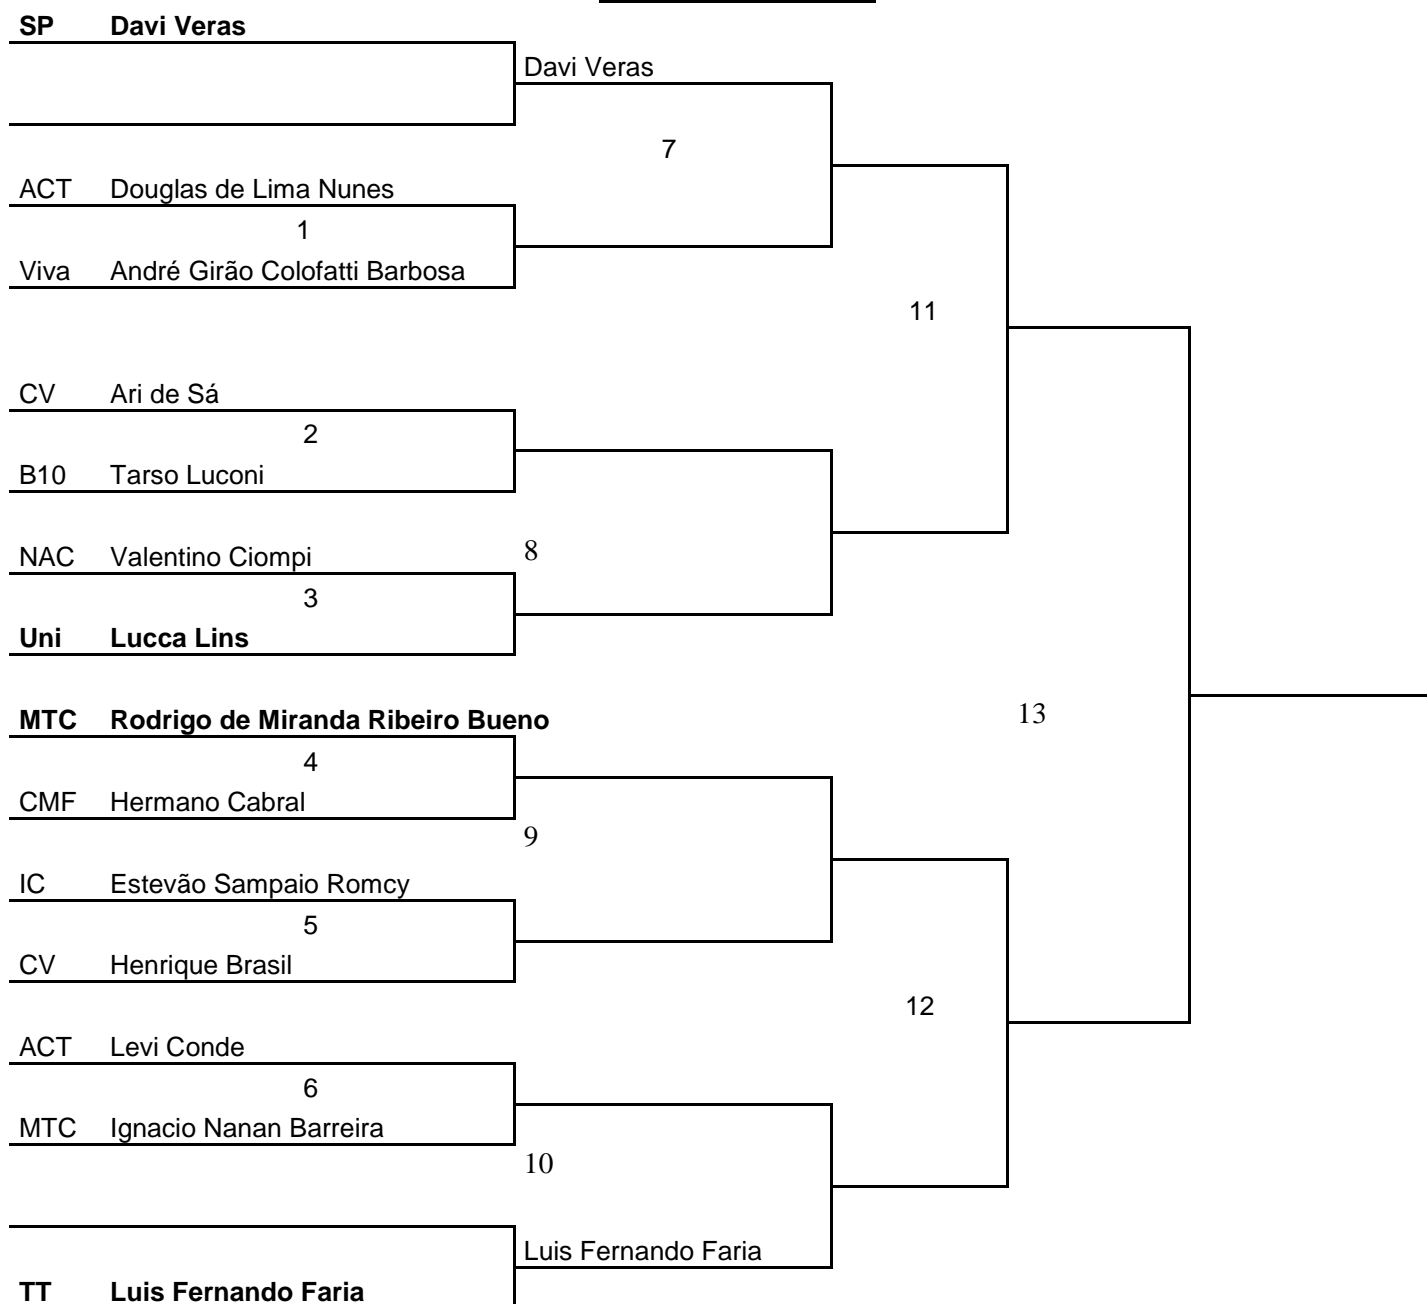 SP Davi Veras
Davi Veras
7
ACT Douglas de Lima Nunes
1
Viva André Girão Colofatti Barbosa
11
CV Ari de Sá
2
B10 Tarso Luconi
8
NAC Valentino Ciompi
3
Uni Lucca Lins
13
MTC Rodrigo de Miranda Ribeiro Bueno
4
CMF Hermano Cabral
9
IC Estevão Sampaio Romcy
5
CV Henrique Brasil
12
ACT Levi Conde
6
MTC Ignacio Nanan Barreira
10
Luis Fernando Faria
TT Luis Fernando Faria